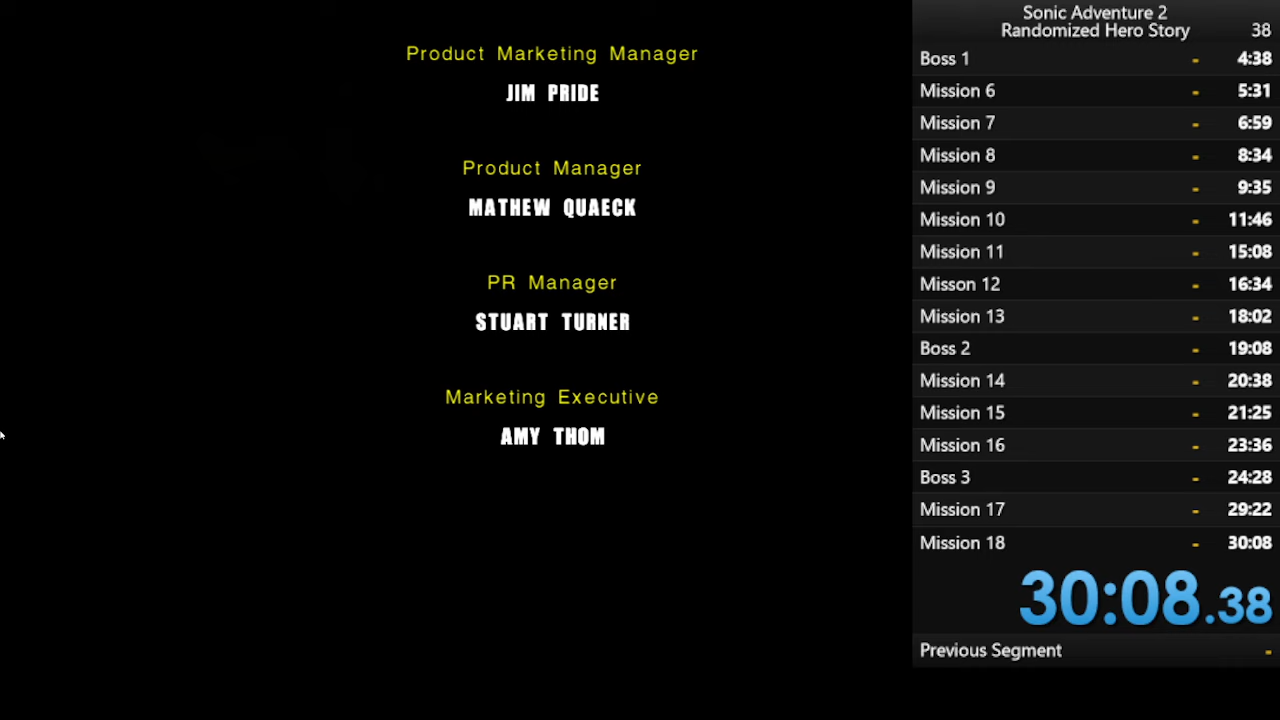 Product Marketing Manager
JIM PRIDE
Product Manager
MATHEW QUAECK
PR Manager
STUART TURNER
Marketing Executive
AMY THOM
Sonic Adventure 2
Randomized Hero Story 38
Boss 1 - 4:38
Mission 6 - 5:31
Mission 7 - 6:59
Mission 8 - 8:34
Mission 9 - 9:35
Mission 10 - 11:46
Mission 11 - 15:08
Misson 12 - 16:34
Mission 13 - 18:02
Boss 2 - 19:08
Mission 14 - 20:38
Mission 15 - 21:25
Mission 16 - 23:36
Boss 3 - 24:28
Mission 17 - 29:22
Mission 18 - 30:08
30:08.38
Previous Segment -